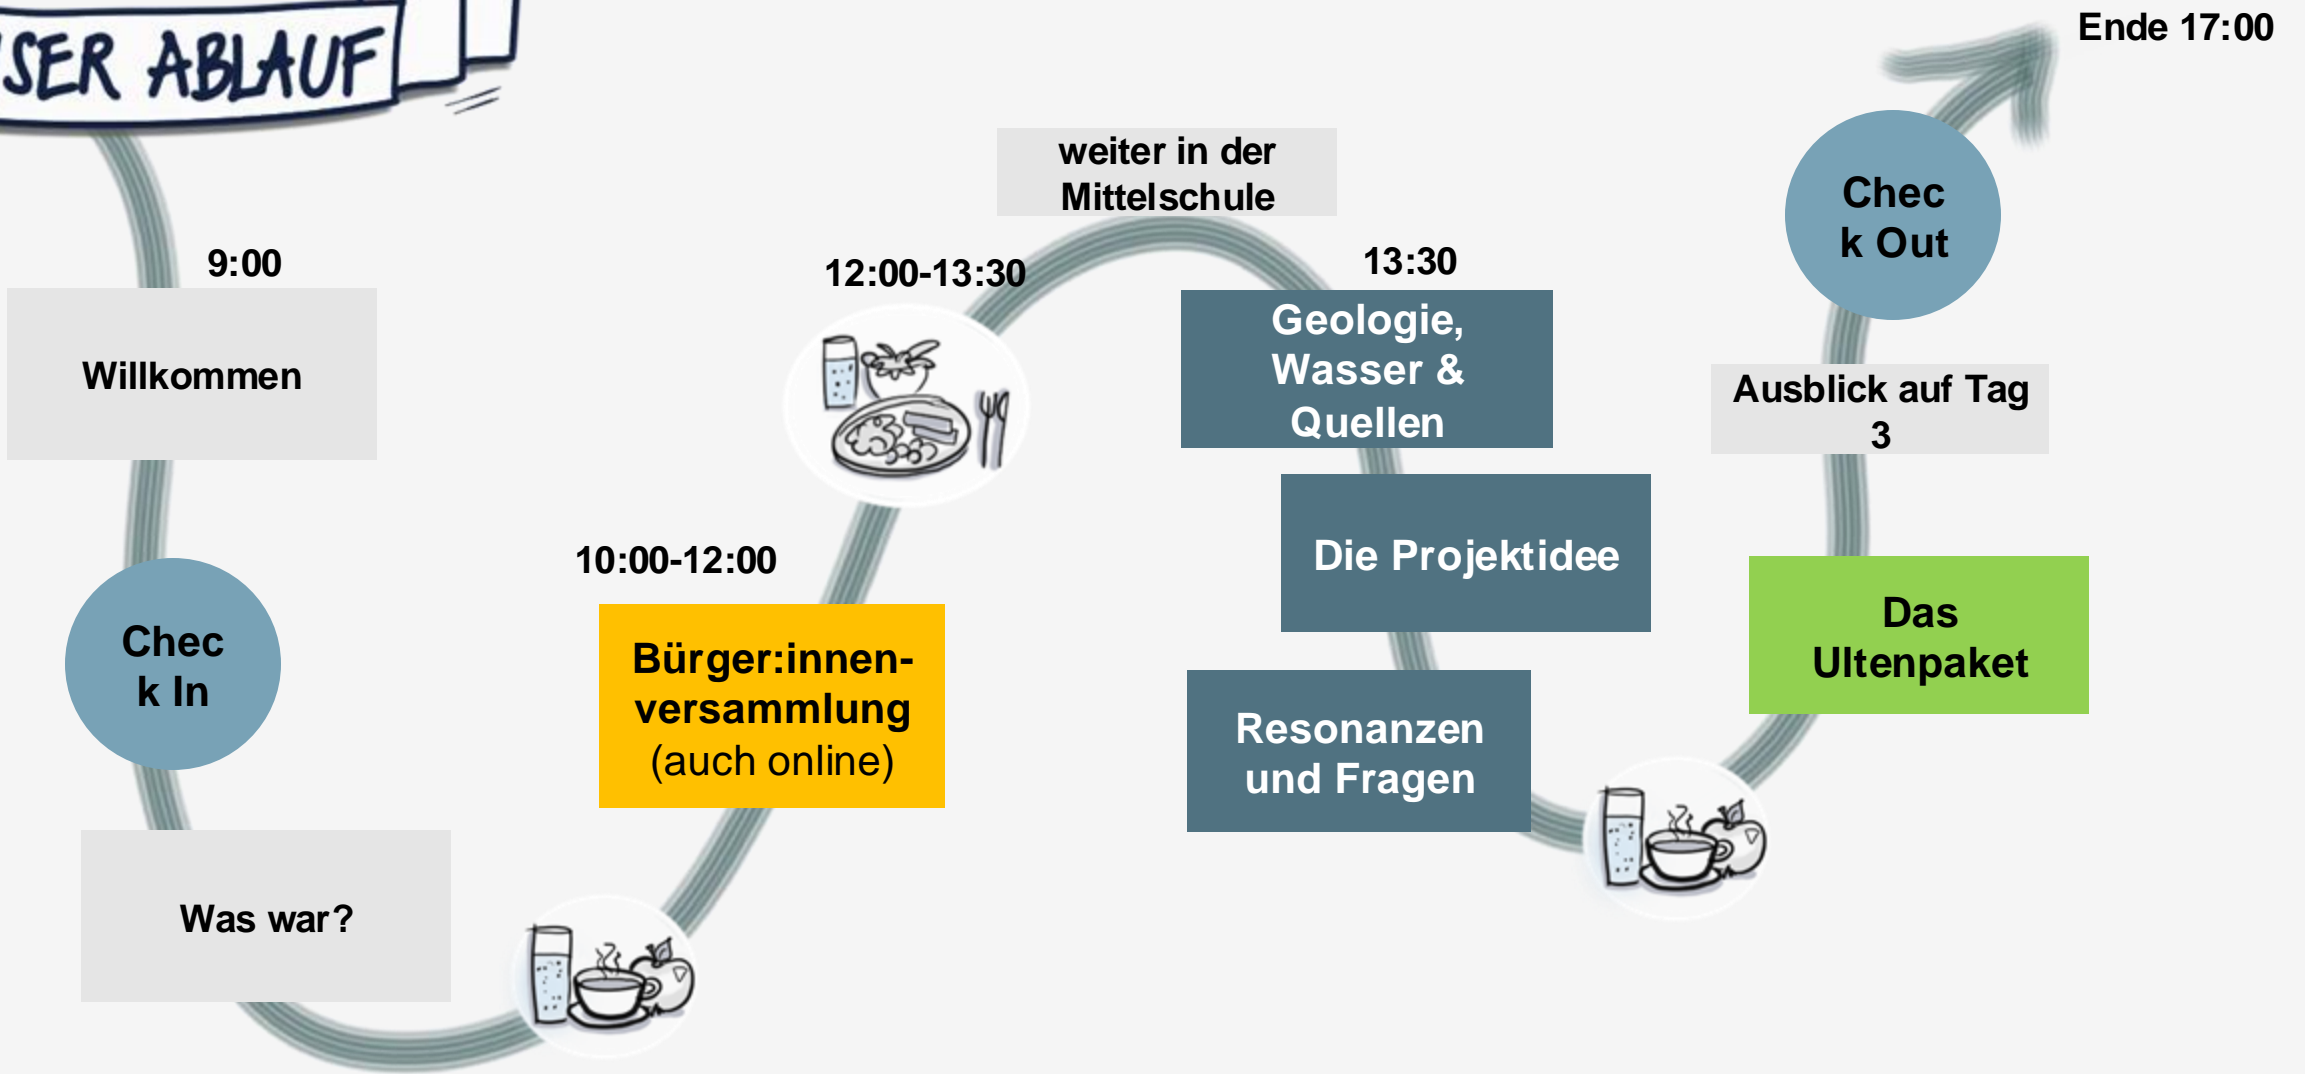 SER ABLAUF
9:00
Willkommen
Chec
k In
Was war?
10:00-12:00
Bürger:innen-
versammlung
(auch online)
12:00-13:30
weiter in der
Mittelschule
13:30
Geologie,
Wasser &
Quellen
Die Projektidee
Resonanzen
und Fragen
Das
Ultenpaket
Ausblick auf Tag
3
Chec
k Out
Ende 17:00